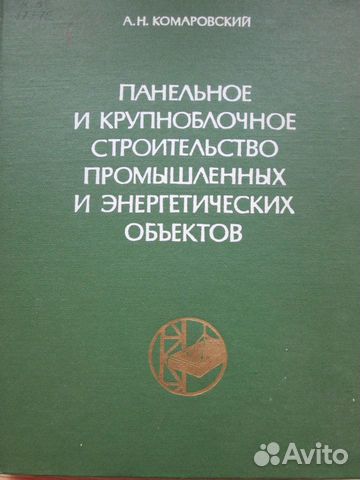 А.Н. КОМАРОВСКИЙ
ПАНЕЛЬНОЕ
И КРУПНОБЛОЧНОЕ
СТРОИТЕЛЬСТВО
ПРОМЫШЛЕННЫХ
И ЭНЕРГЕТИЧЕСКИХ
ОБЪЕКТОВ
Avito